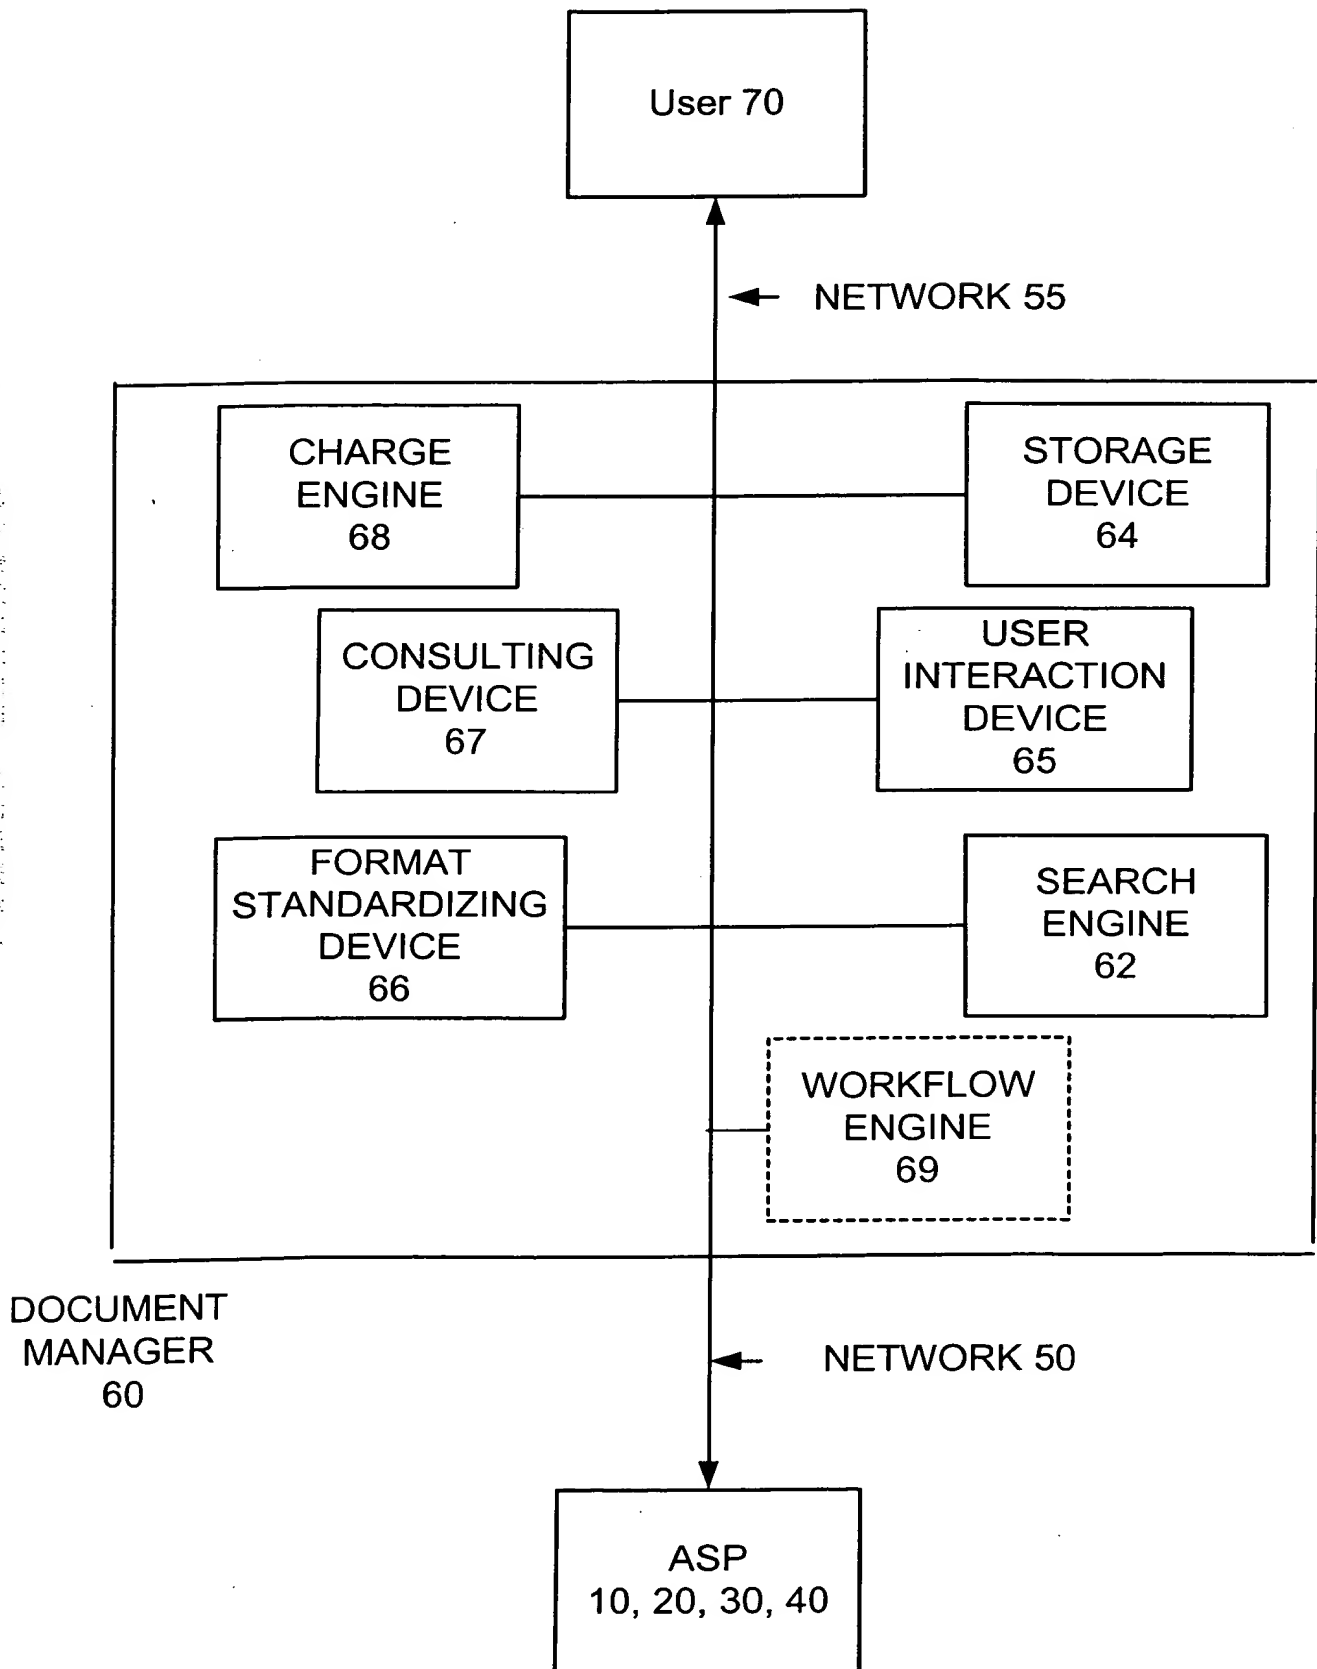 User 70
NETWORK 55
CHARGE
ENGINE
68
STORAGE
DEVICE
64
CONSULTING
DEVICE
67
USER
INTERACTION
DEVICE
65
FORMAT
STANDARDIZING
DEVICE
66
SEARCH
ENGINE
62
WORKFLOW
ENGINE
69
DOCUMENT
MANAGER
60
NETWORK 50
ASP
10, 20, 30, 40